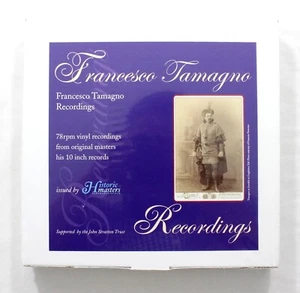 Francesco Tamagno
Francesco Tamagno
Recordings
78rpm vinyl recordings
from original masters
his 10 inch records
issued by Historic masters
Supported by the John Stratton Trust
Recordings